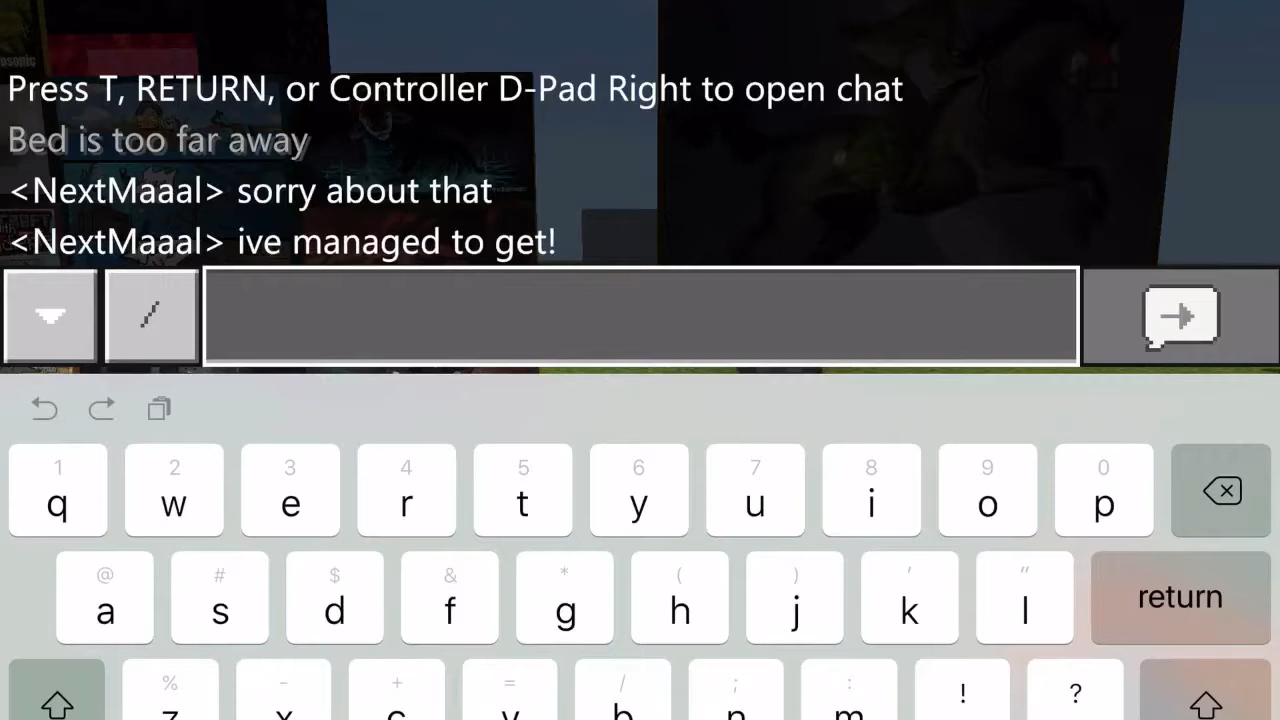 Press T, RETURN, or Controller D-Pad Right to open chat
Bed is too far away
<NextMaaal> sorry about that
<NextMaaal> ive managed to get!
/
1 2 3 4 5 6 7 8 9 0
q w e r t y u i o p
@ # $ & * ( ) ' "
a s d f g h j k l return
% - + = / ; : ! ?
z x c v b n m